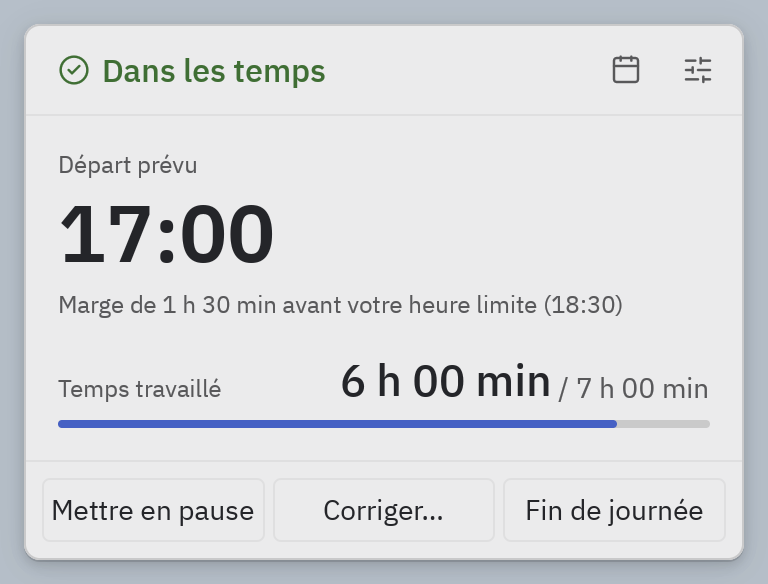 Dans les temps
Départ prévu
17:00
Marge de 1 h 30 min avant votre heure limite (18:30)
Temps travaillé 6 h 00 min / 7 h 00 min
Mettre en pause Corriger... Fin de journée